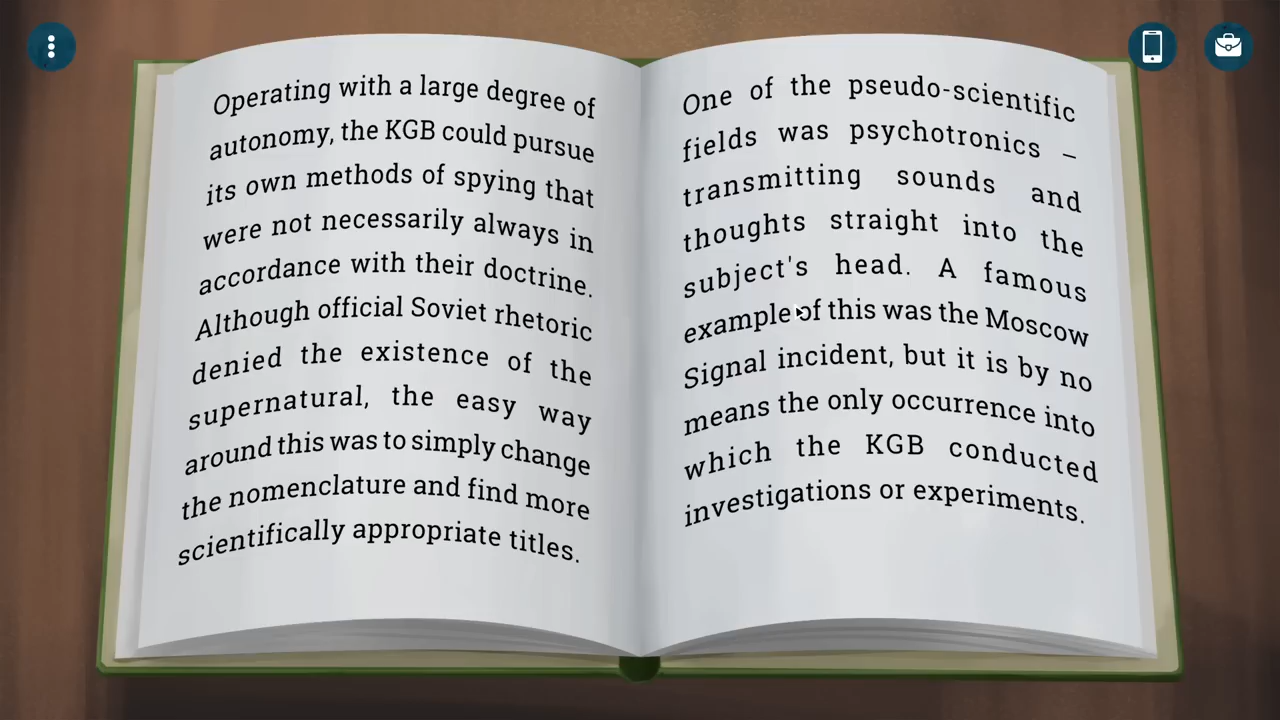 Operating with a large degree of
autonomy, the KGB could pursue
its own methods of spying that
were not necessarily always in
accordance with their doctrine.
Although official Soviet rhetoric
denied the existence of the
supernatural, the easy way
around this was to simply change
the nomenclature and find more
scientifically appropriate titles.
One of the pseudo-scientific
fields was psychotronics –
transmitting sounds and
thoughts straight into the
subject's head. A famous
example of this was the Moscow
Signal incident, but it is by no
means the only occurrence into
which the KGB conducted
investigations or experiments.